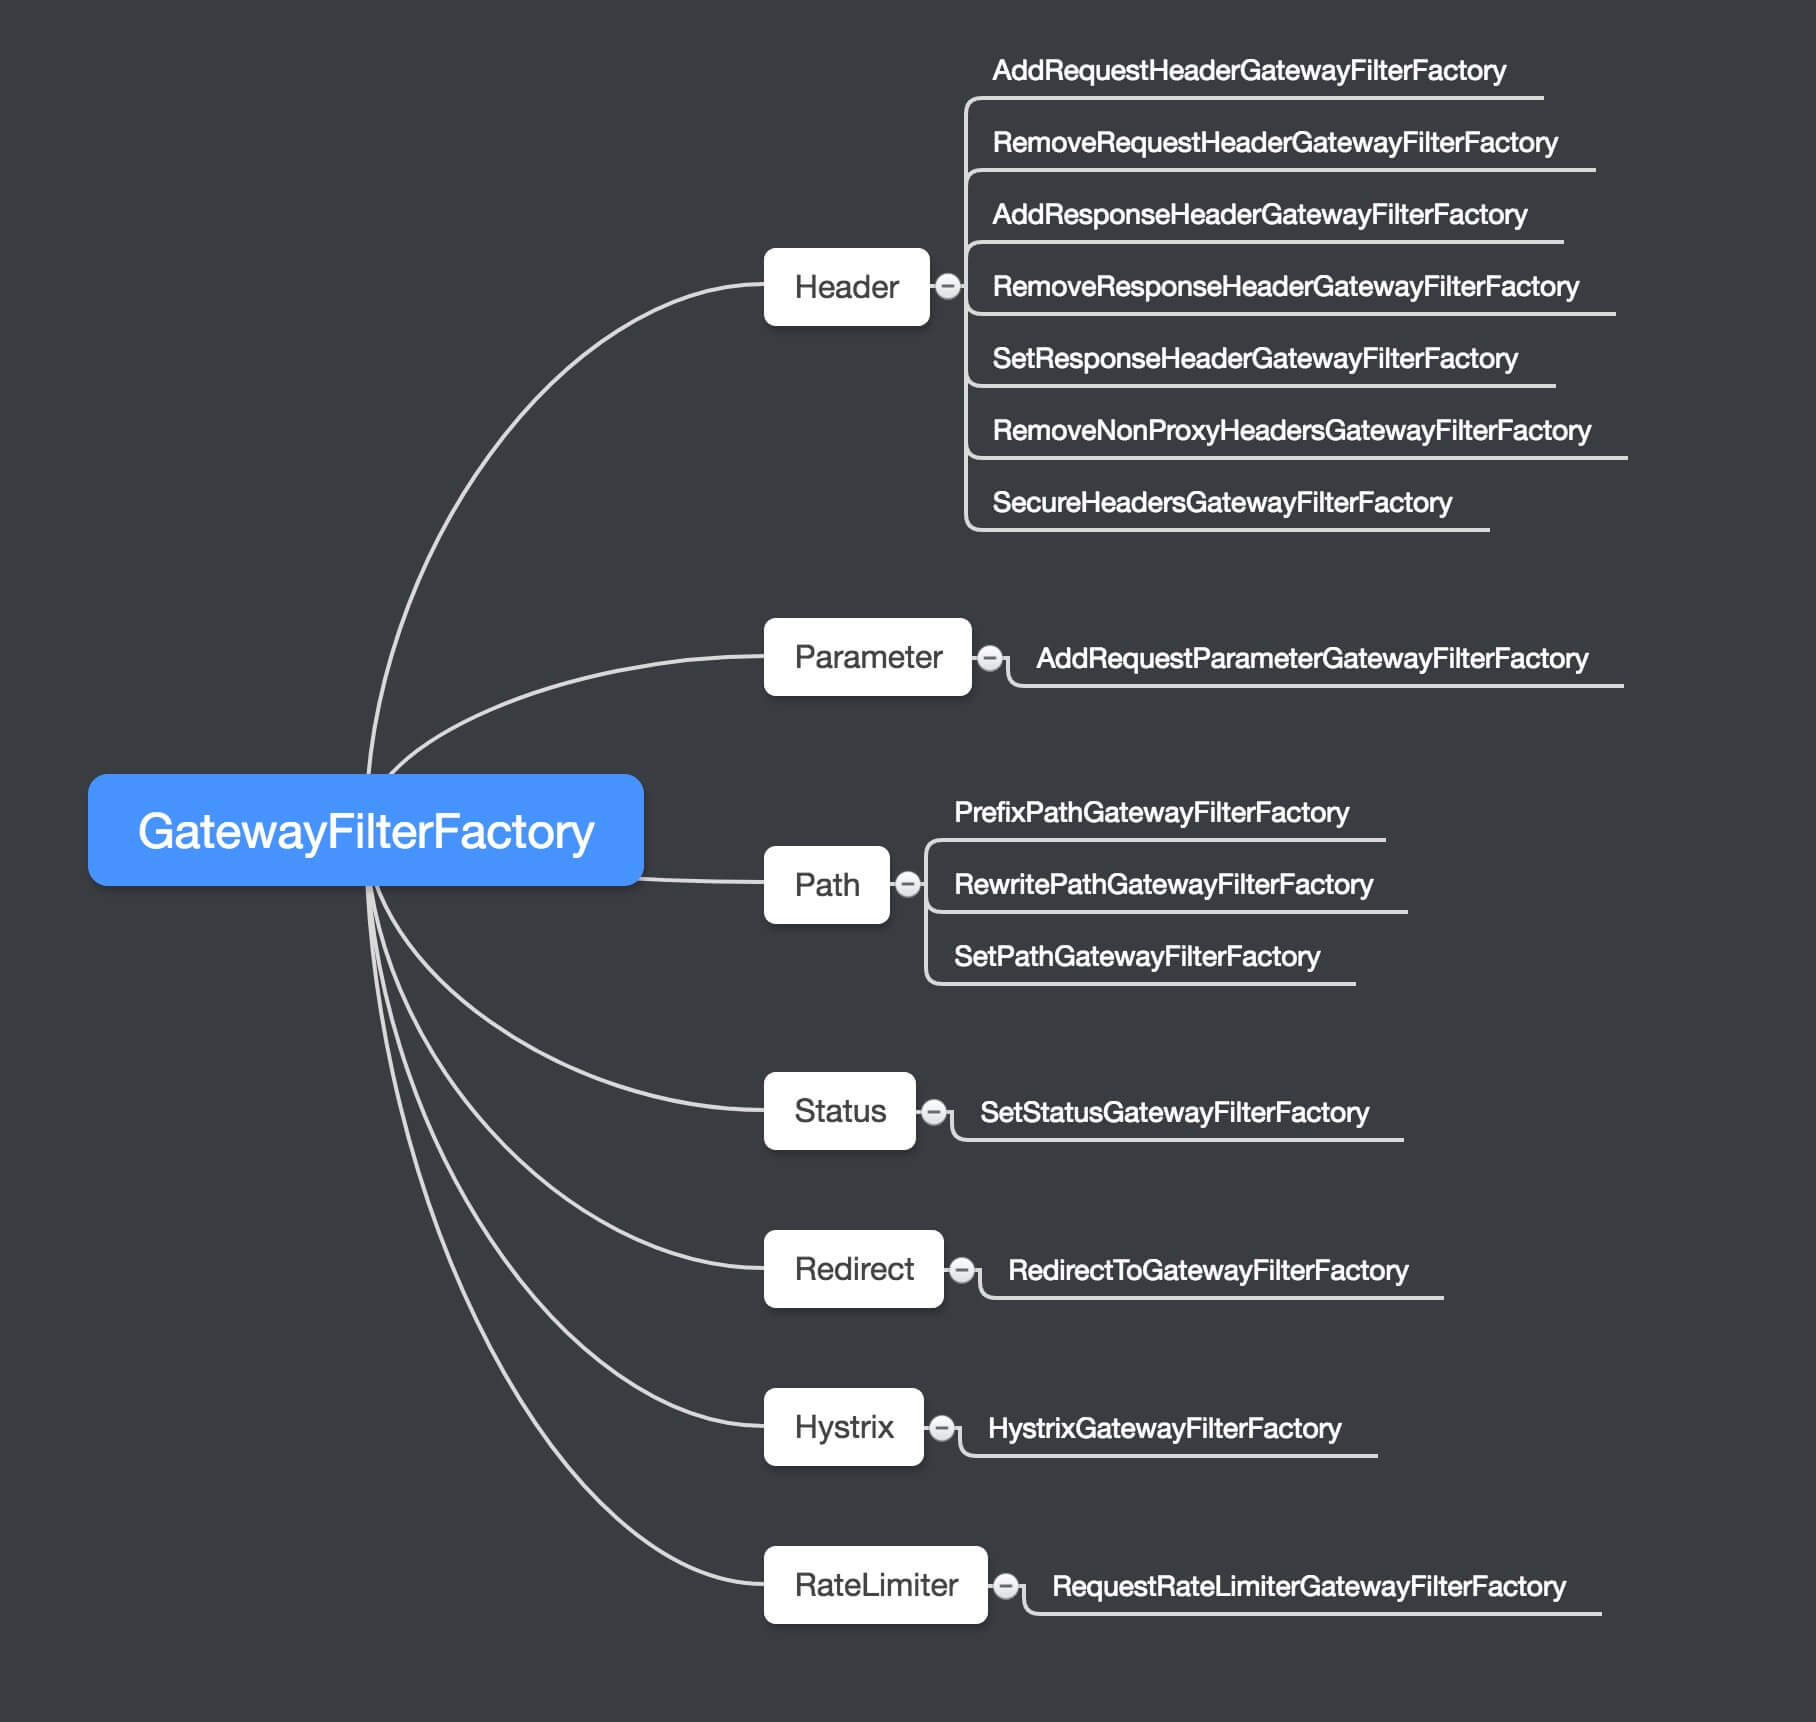 GatewayFilterFactory
Header
AddRequestHeaderGatewayFilterFactory
RemoveRequestHeaderGatewayFilterFactory
AddResponseHeaderGatewayFilterFactory
RemoveResponseHeaderGatewayFilterFactory
SetResponseHeaderGatewayFilterFactory
RemoveNonProxyHeadersGatewayFilterFactory
SecureHeadersGatewayFilterFactory
Parameter
AddRequestParameterGatewayFilterFactory
Path
PrefixPathGatewayFilterFactory
RewritePathGatewayFilterFactory
SetPathGatewayFilterFactory
Status
SetStatusGatewayFilterFactory
Redirect
RedirectToGatewayFilterFactory
Hystrix
HystrixGatewayFilterFactory
RateLimiter
RequestRateLimiterGatewayFilterFactory